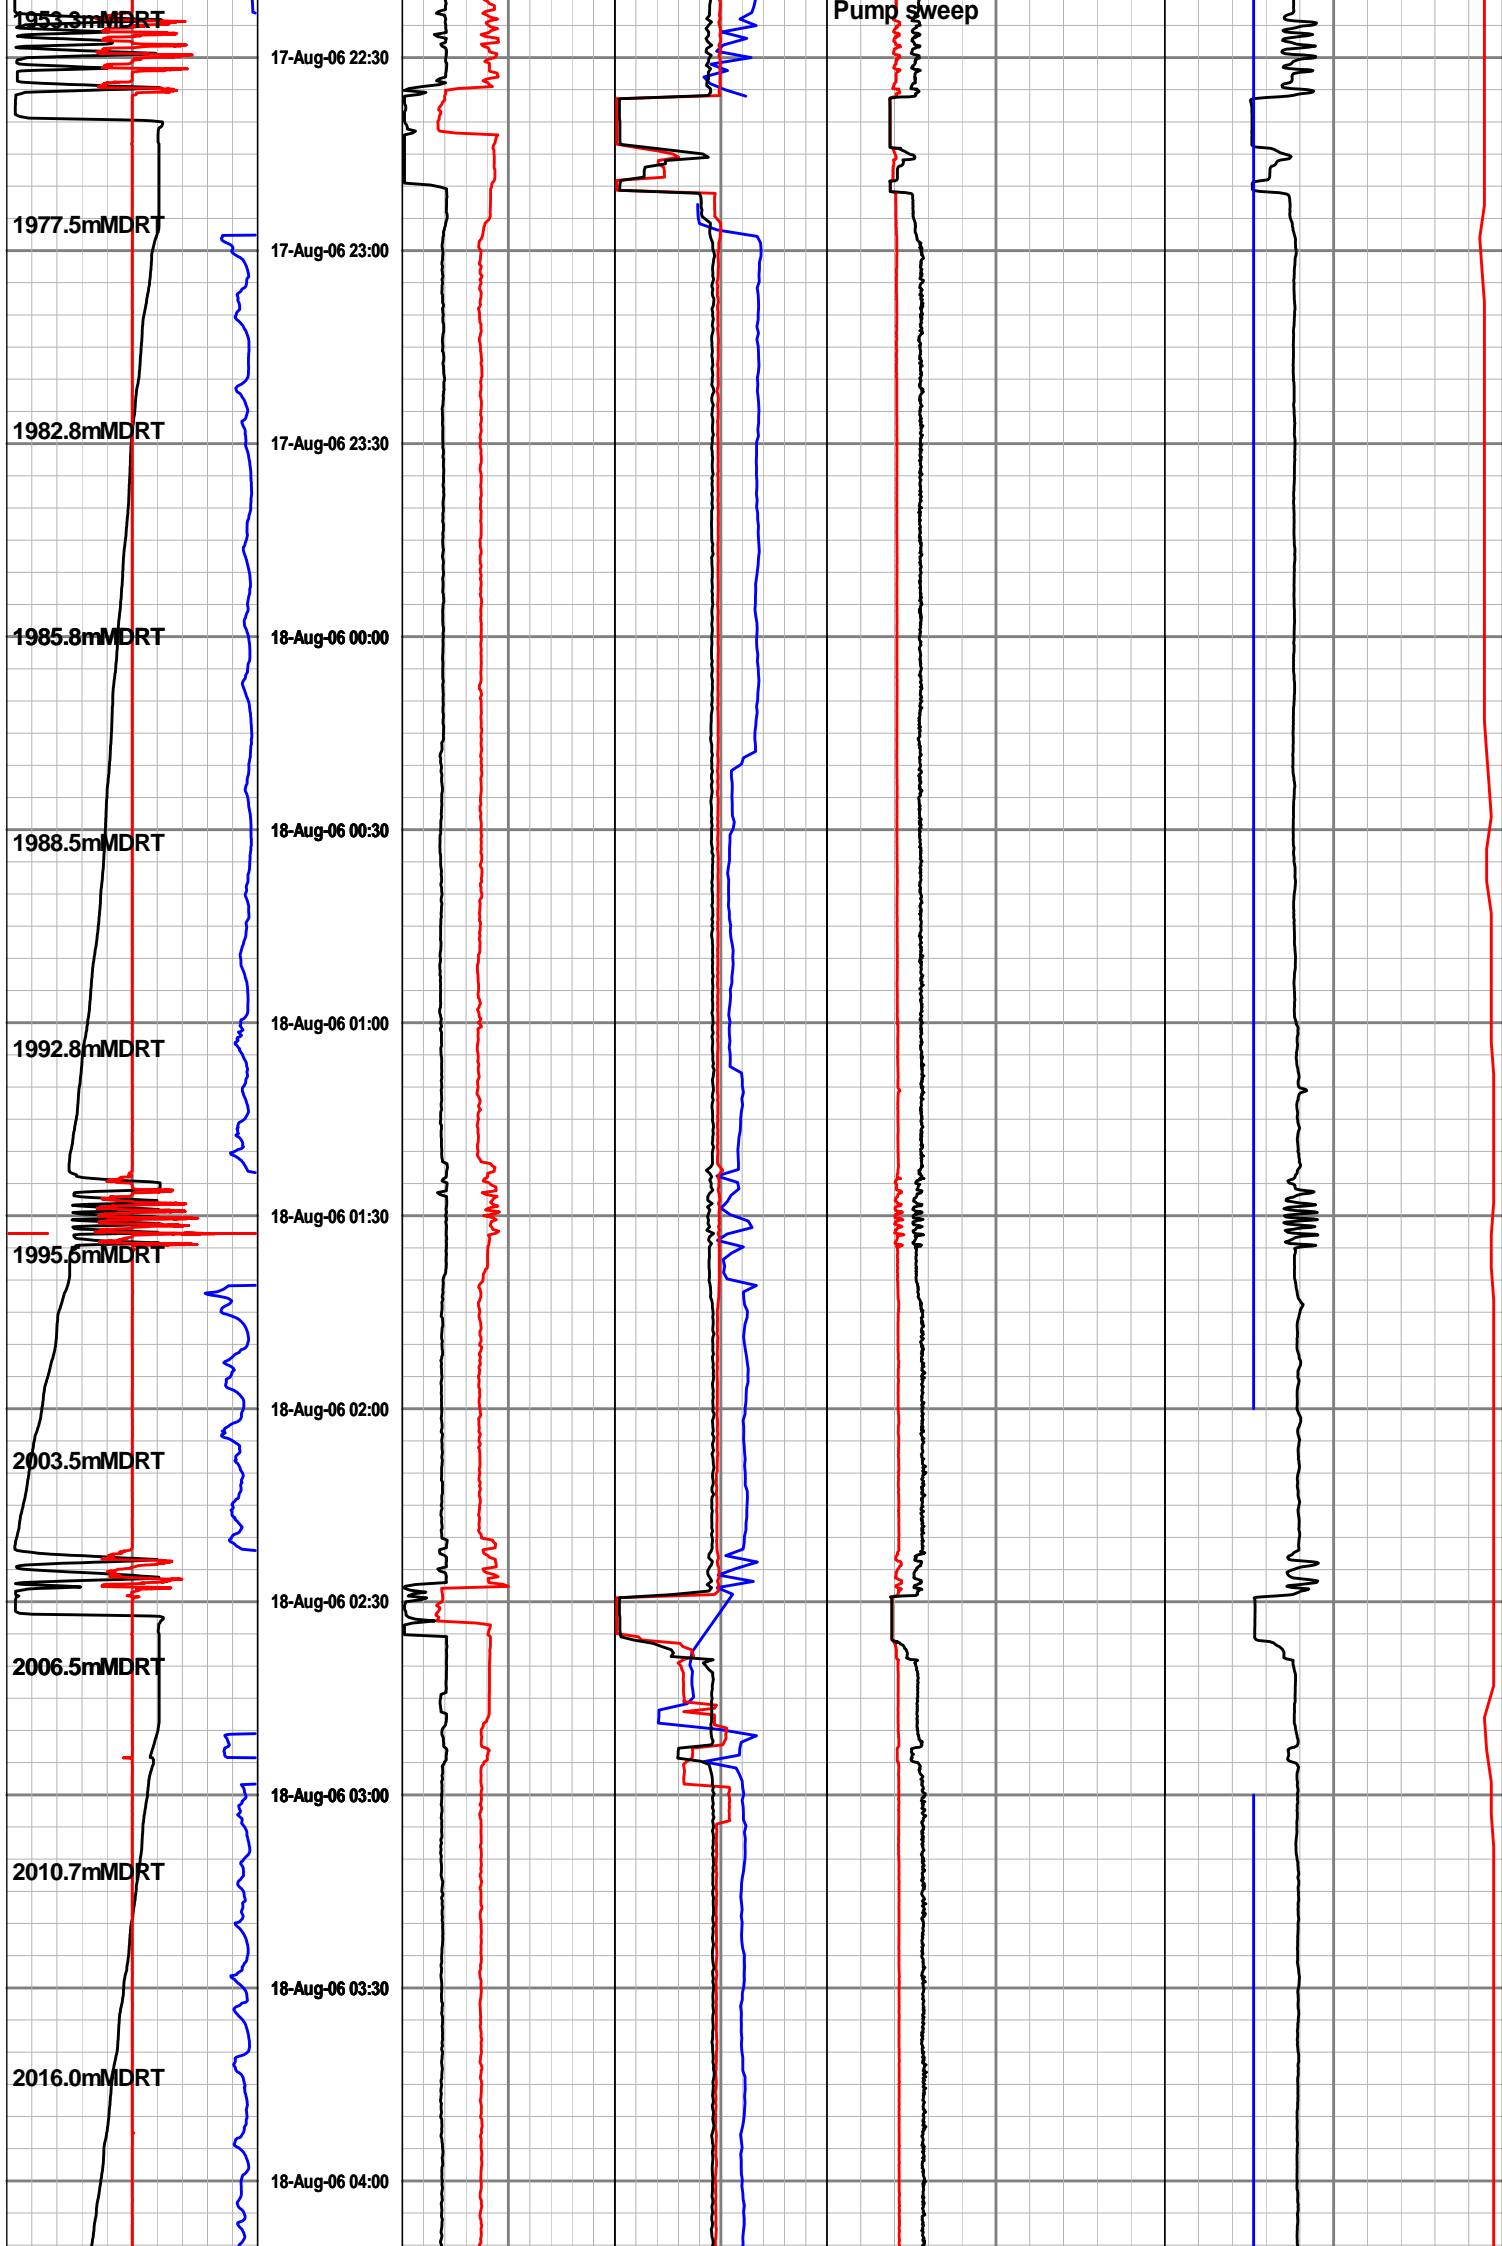 Pump sweep
1953.3mMDRT
17-Aug-06 22:30
1977.5mMDRT
17-Aug-06 23:00
1982.8mMDRT
17-Aug-06 23:30
1985.8mMDRT
18-Aug-06 00:00
18-Aug-06 00:30
1988.5mMDRT
18-Aug-06 01:00
1992.8mMDRT
18-Aug-06 01:30
1995.5mMDRT
18-Aug-06 02:00
2003.5mMDRT
18-Aug-06 02:30
2006.5mMDRT
18-Aug-06 03:00
2010.7mMDRT
18-Aug-06 03:30
2016.0mMDRT
18-Aug-06 04:00